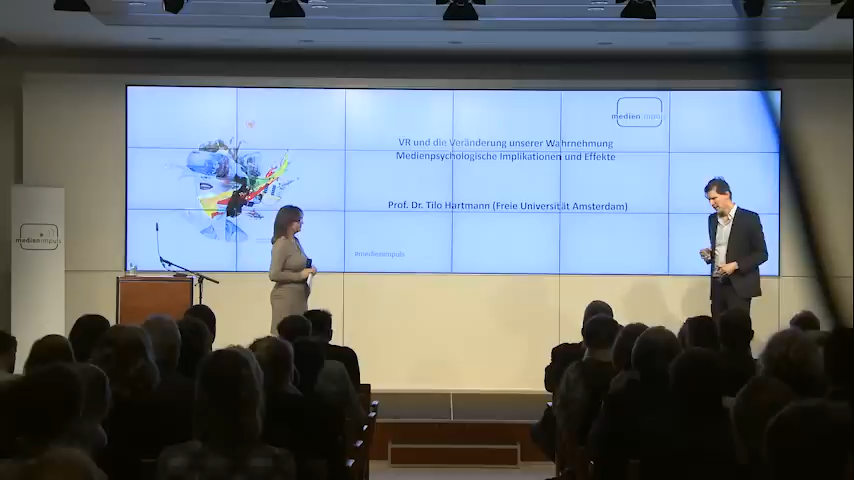 medien impuls
VR und die Veränderung unserer Wahrnehmung
Medienpsychologische Implikationen und Effekte
Prof. Dr. Tilo Hartmann (Freie Universität Amsterdam)
medienimpuls
#medienimpuls